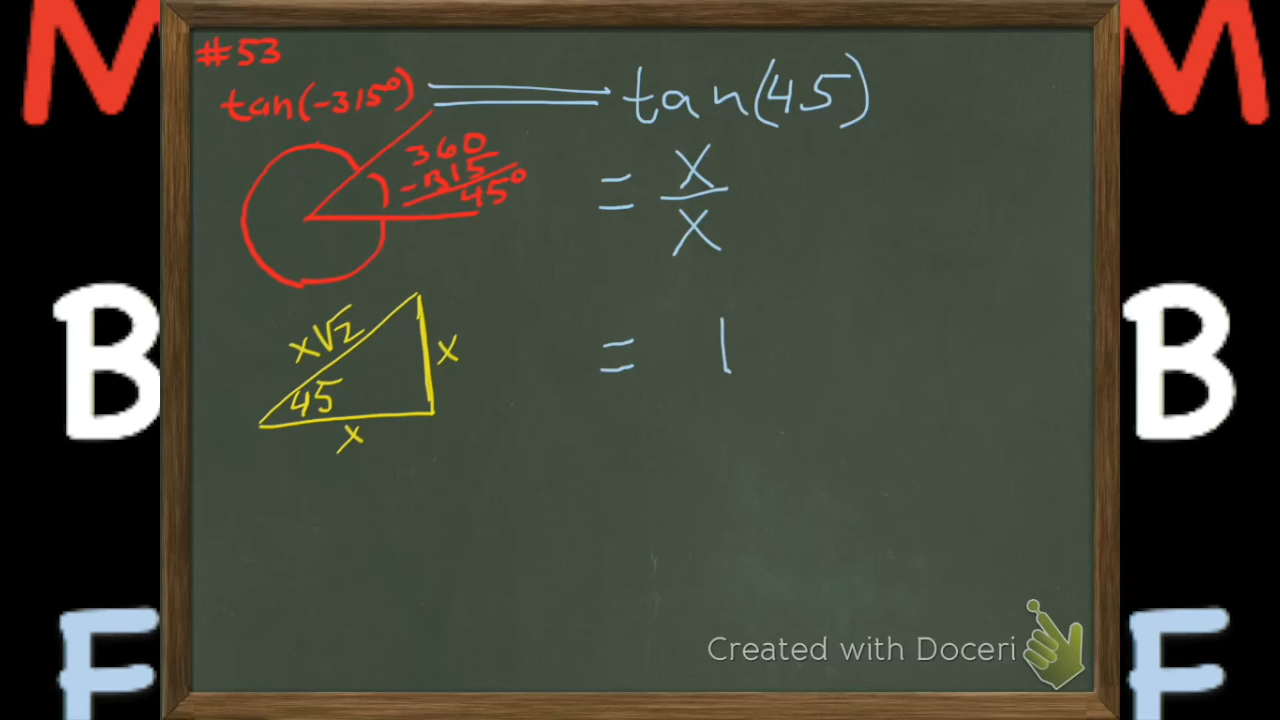 #53
tan(-315°) = tan(45)
360
-315
45°
= x/x
x√2
x
45
x
= 1
Created with Doceri
M
B
F
M
B
F